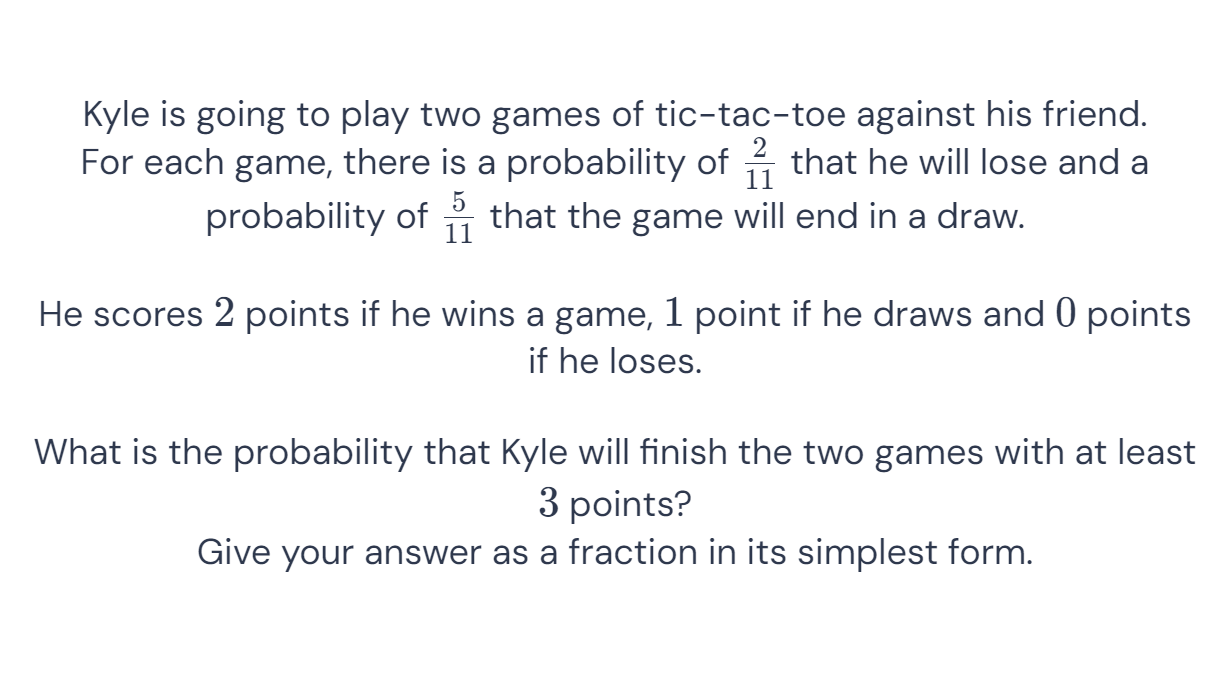 Kyle is going to play two games of tic-tac-toe against his friend.
For each game, there is a probability of 2/11 that he will lose and a
probability of 5/11 that the game will end in a draw.
He scores 2 points if he wins a game, 1 point if he draws and 0 points
if he loses.
What is the probability that Kyle will finish the two games with at least
3 points?
Give your answer as a fraction in its simplest form.